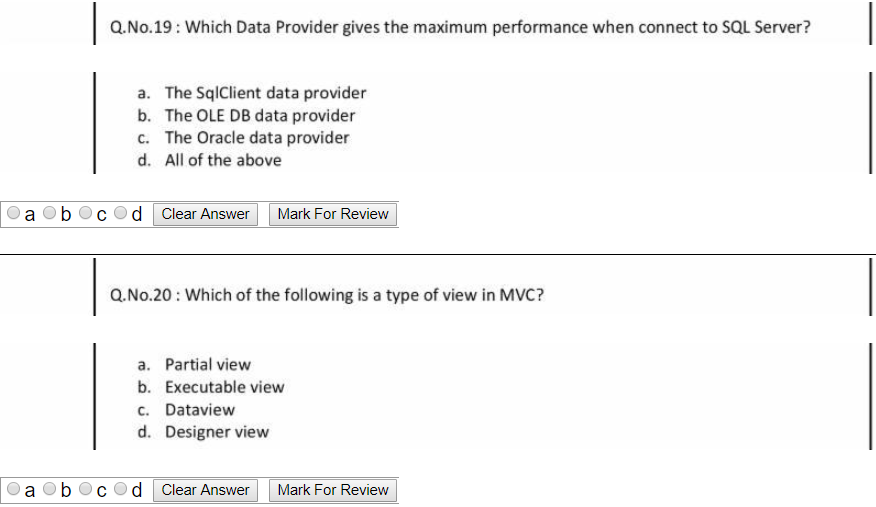 Q.No.19 : Which Data Provider gives the maximum performance when connect to SQL Server?
a. The SqlClient data provider
b. The OLE DB data provider
c. The Oracle data provider
d. All of the above
a b c d Clear Answer Mark For Review
Q.No.20 : Which of the following is a type of view in MVC?
a. Partial view
b. Executable view
c. Dataview
d. Designer view
a b c d Clear Answer Mark For Review